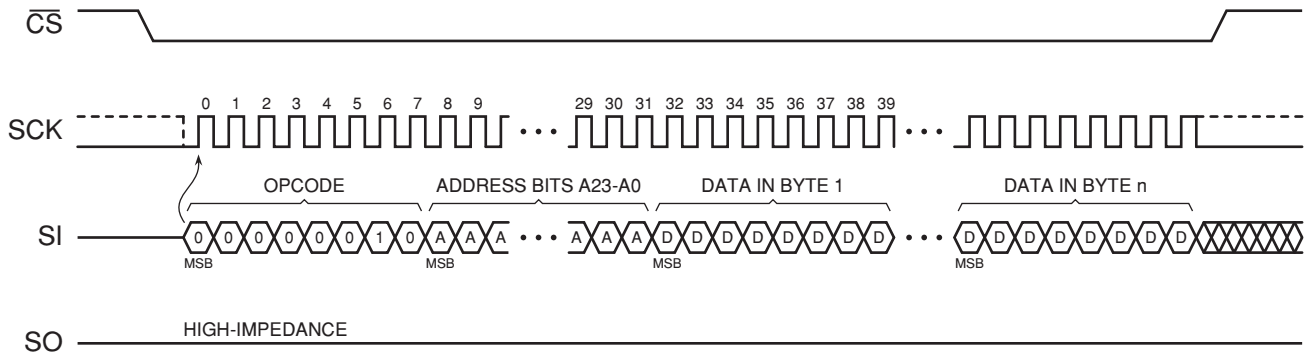 CS
SCK
0 1 2 3 4 5 6 7 8 9 29 30 31 32 33 34 35 36 37 38 39
OPCODE ADDRESS BITS A23-A0 DATA IN BYTE 1 DATA IN BYTE n
SI
0 0 0 0 0 0 1 0 A A A A A A D D D D D D D D D D D D D D D D
MSB MSB MSB MSB
HIGH-IMPEDANCE
SO